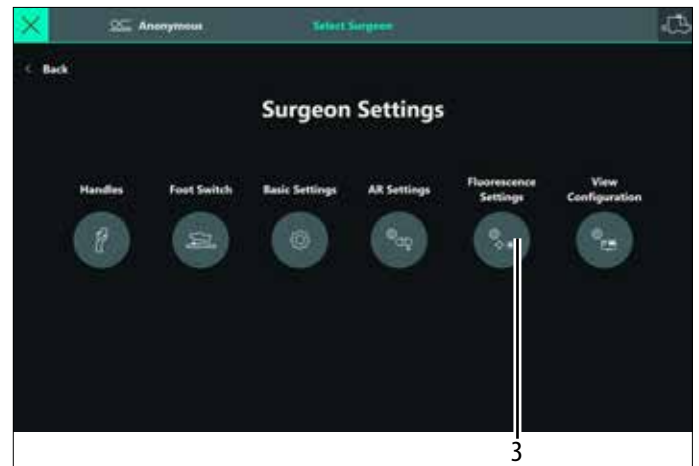 Anonymous
Select Surgeon
Back
Surgeon Settings
Handles
Foot Switch
Basic Settings
AR Settings
Fluorescence
Settings
View
Configuration
3